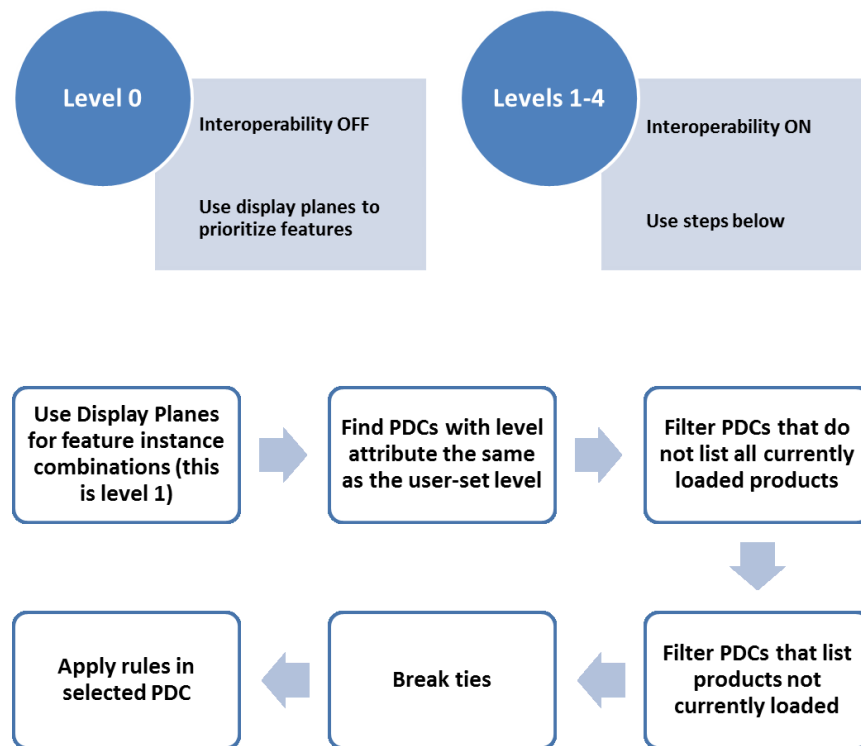 Level 0
Interoperability OFF
Use display planes to
prioritize features
Levels 1-4
Interoperability ON
Use steps below
Use Display Planes
for feature instance
combinations (this
is level 1)
Find PDCs with level
attribute the same
as the user-set level
Filter PDCs that do
not list all currently
loaded products
Filter PDCs that list
products not
currently loaded
Break ties
Apply rules in
selected PDC